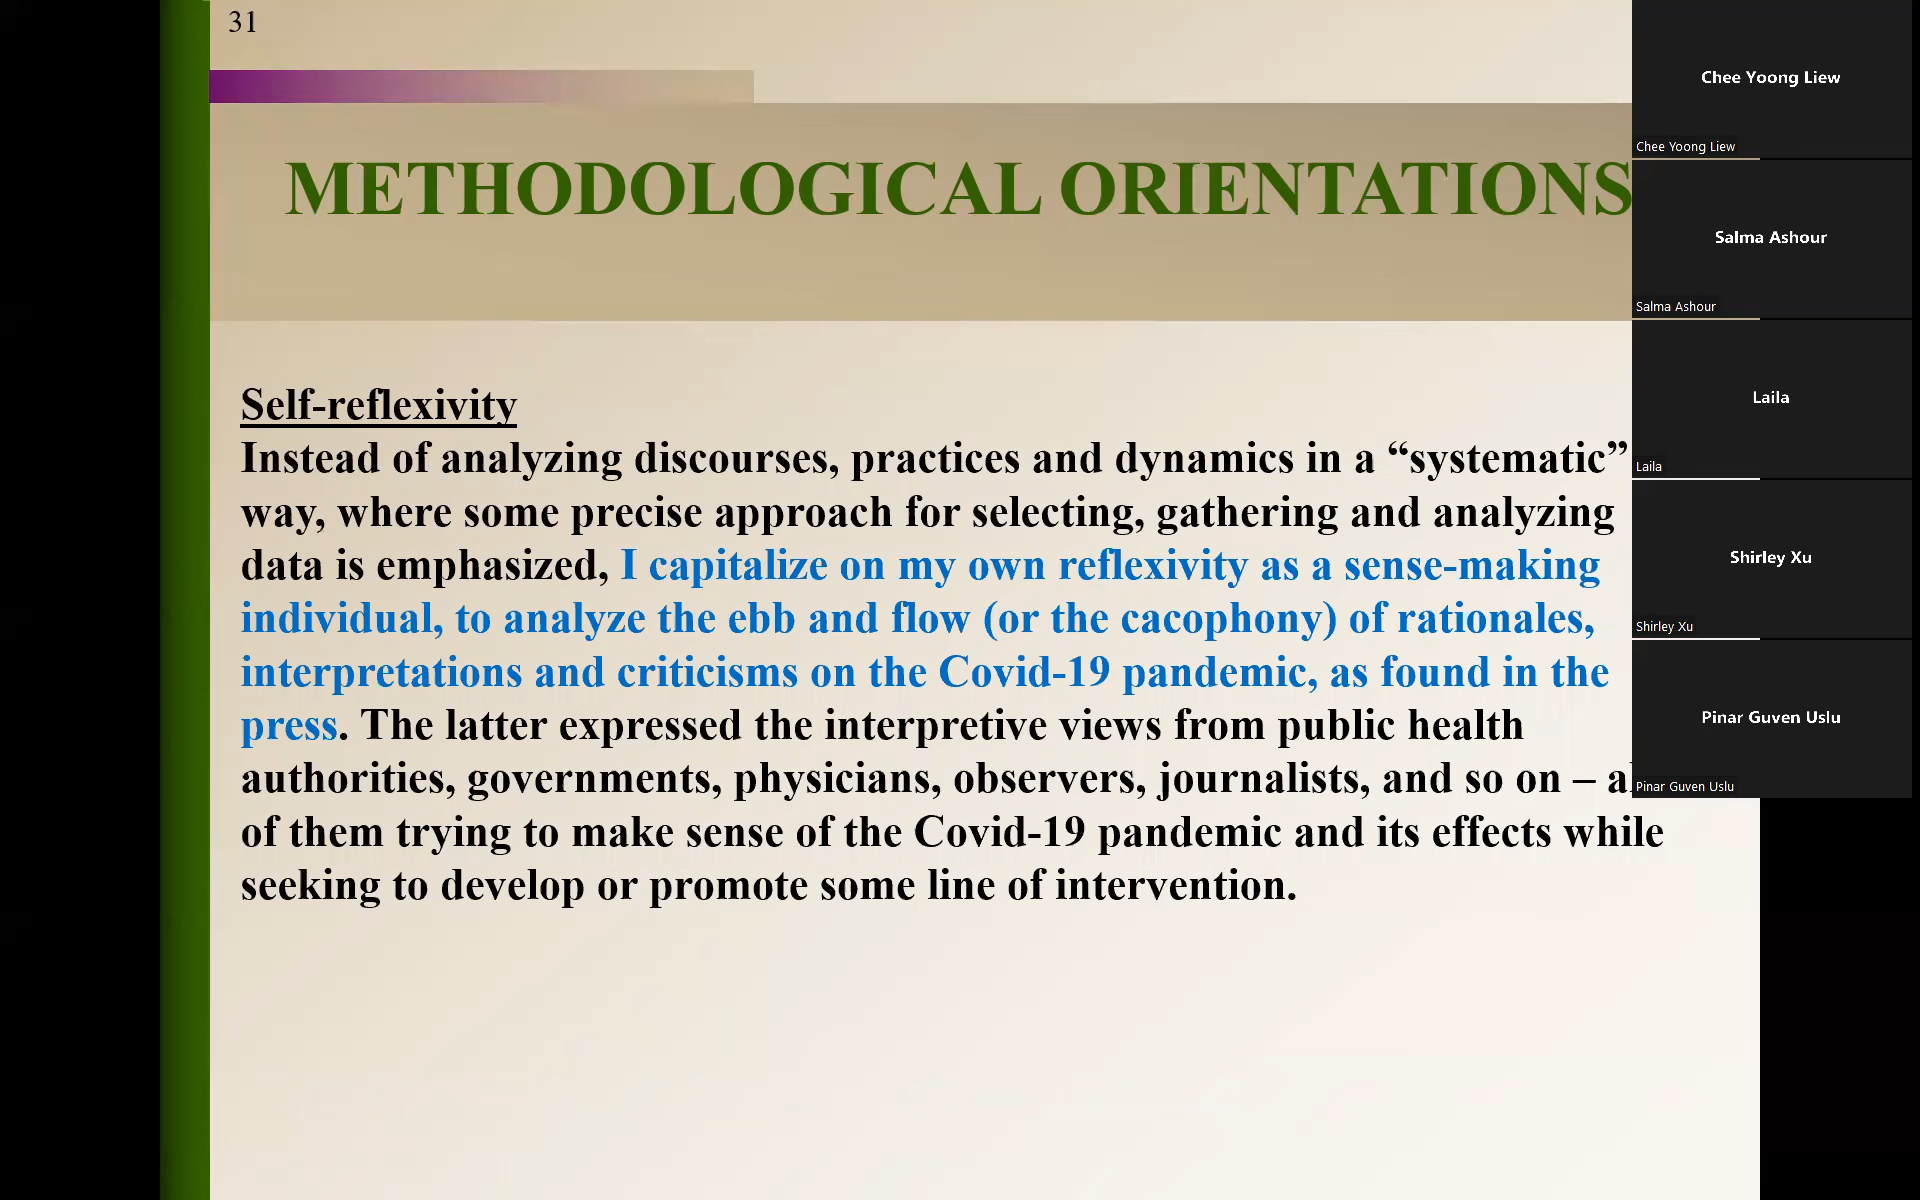 31
METHODOLOGICAL ORIENTATIONS
Self-reflexivity
Instead of analyzing discourses, practices and dynamics in a “systematic”
way, where some precise approach for selecting, gathering and analyzing
data is emphasized, I capitalize on my own reflexivity as a sense-making
individual, to analyze the ebb and flow (or the cacophony) of rationales,
interpretations and criticisms on the Covid-19 pandemic, as found in the
press. The latter expressed the interpretive views from public health
authorities, governments, physicians, observers, journalists, and so on –
of them trying to make sense of the Covid-19 pandemic and its effects while
seeking to develop or promote some line of intervention.
Chee Yoong Liew
Chee Yoong Liew
Salma Ashour
Salma Ashour
Laila
Laila
Shirley Xu
Shirley Xu
Pinar Guven Uslu
Pinar Guven Uslu